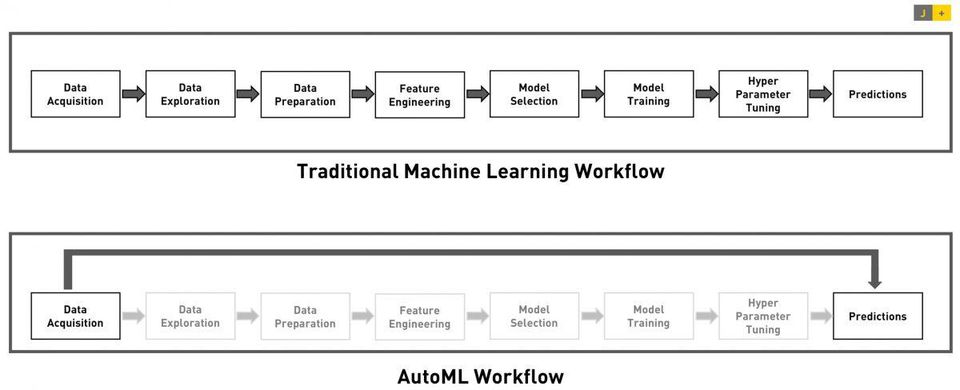 J +
Data
Acquisition
Data
Exploration
Data
Preparation
Feature
Engineering
Model
Selection
Model
Training
Hyper
Parameter
Tuning
Predictions
Traditional Machine Learning Workflow
Data
Acquisition
Data
Exploration
Data
Preparation
Feature
Engineering
Model
Selection
Model
Training
Hyper
Parameter
Tuning
Predictions
AutoML Workflow